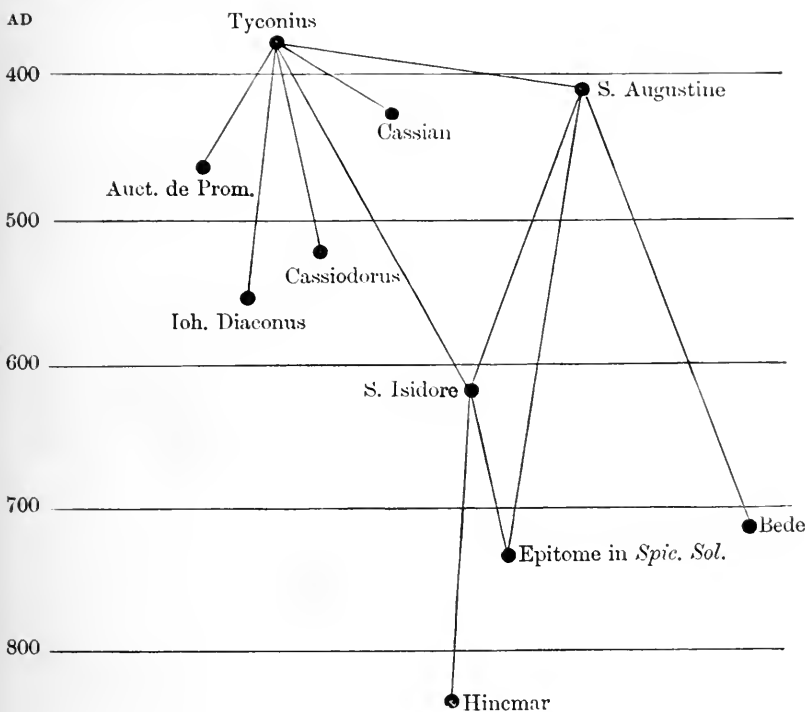 AD
Tyconius
400
S. Augustine
Cassian
Auct. de Prom.
500
Cassiodorus
Ioh. Diaconus
600
S. Isidore
700
Bede
Epitome in Spic. Sol.
800
Hincmar